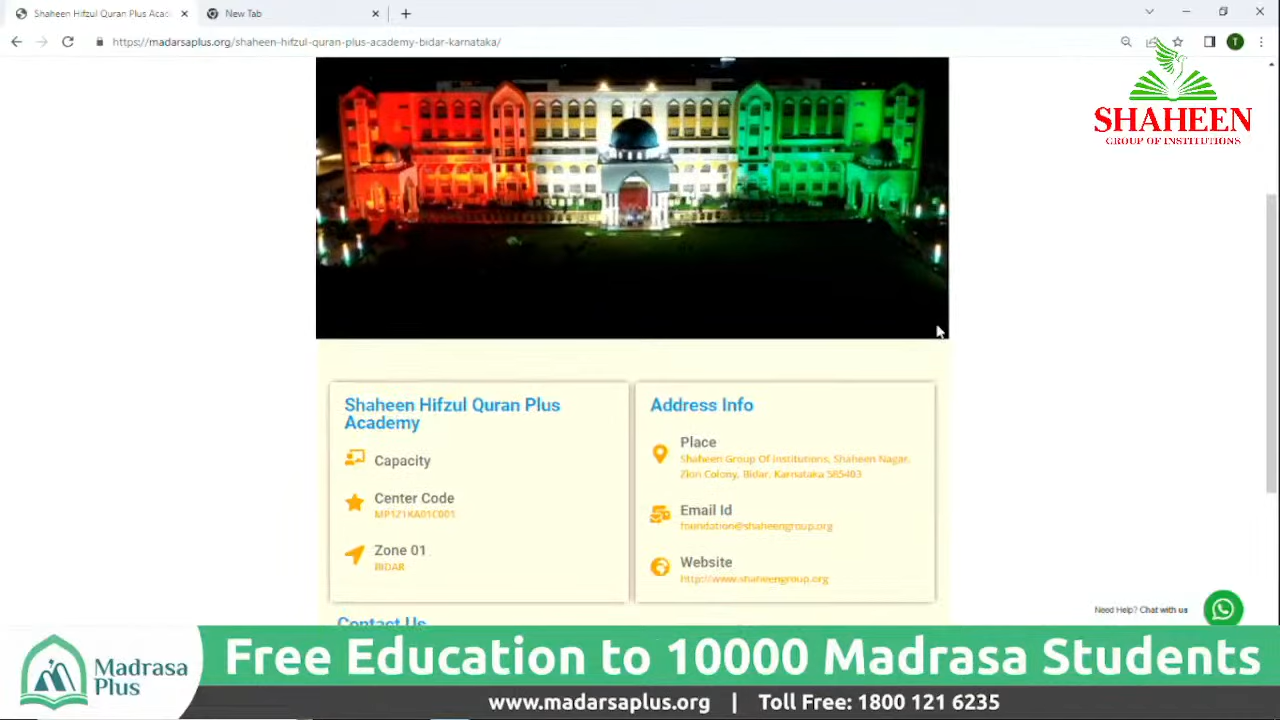 Shaheen Hifzul Quran Plus Acad
New Tab
https://madarsaplus.org/shaheen-hifzul-quran-plus-academy-bidar-karnataka/
T
SHAHEEN
GROUP OF INSTITUTIONS
Shaheen Hifzul Quran Plus
Academy
Capacity
Center Code
MP121KA01C001
Zone 01
BIDAR
Address Info
Place
Shaheen Group Of Institutions, Shaheen Nagar,
Zion Colony, Bidar, Karnataka 585403
Email Id
foundation@shaheengroup.org
Website
http://www.shaheengroup.org
Contact Us
Need Help? Chat with us
Madrasa
Plus
Free Education to 10000 Madrasa Students
www.madarsaplus.org | Toll Free: 1800 121 6235